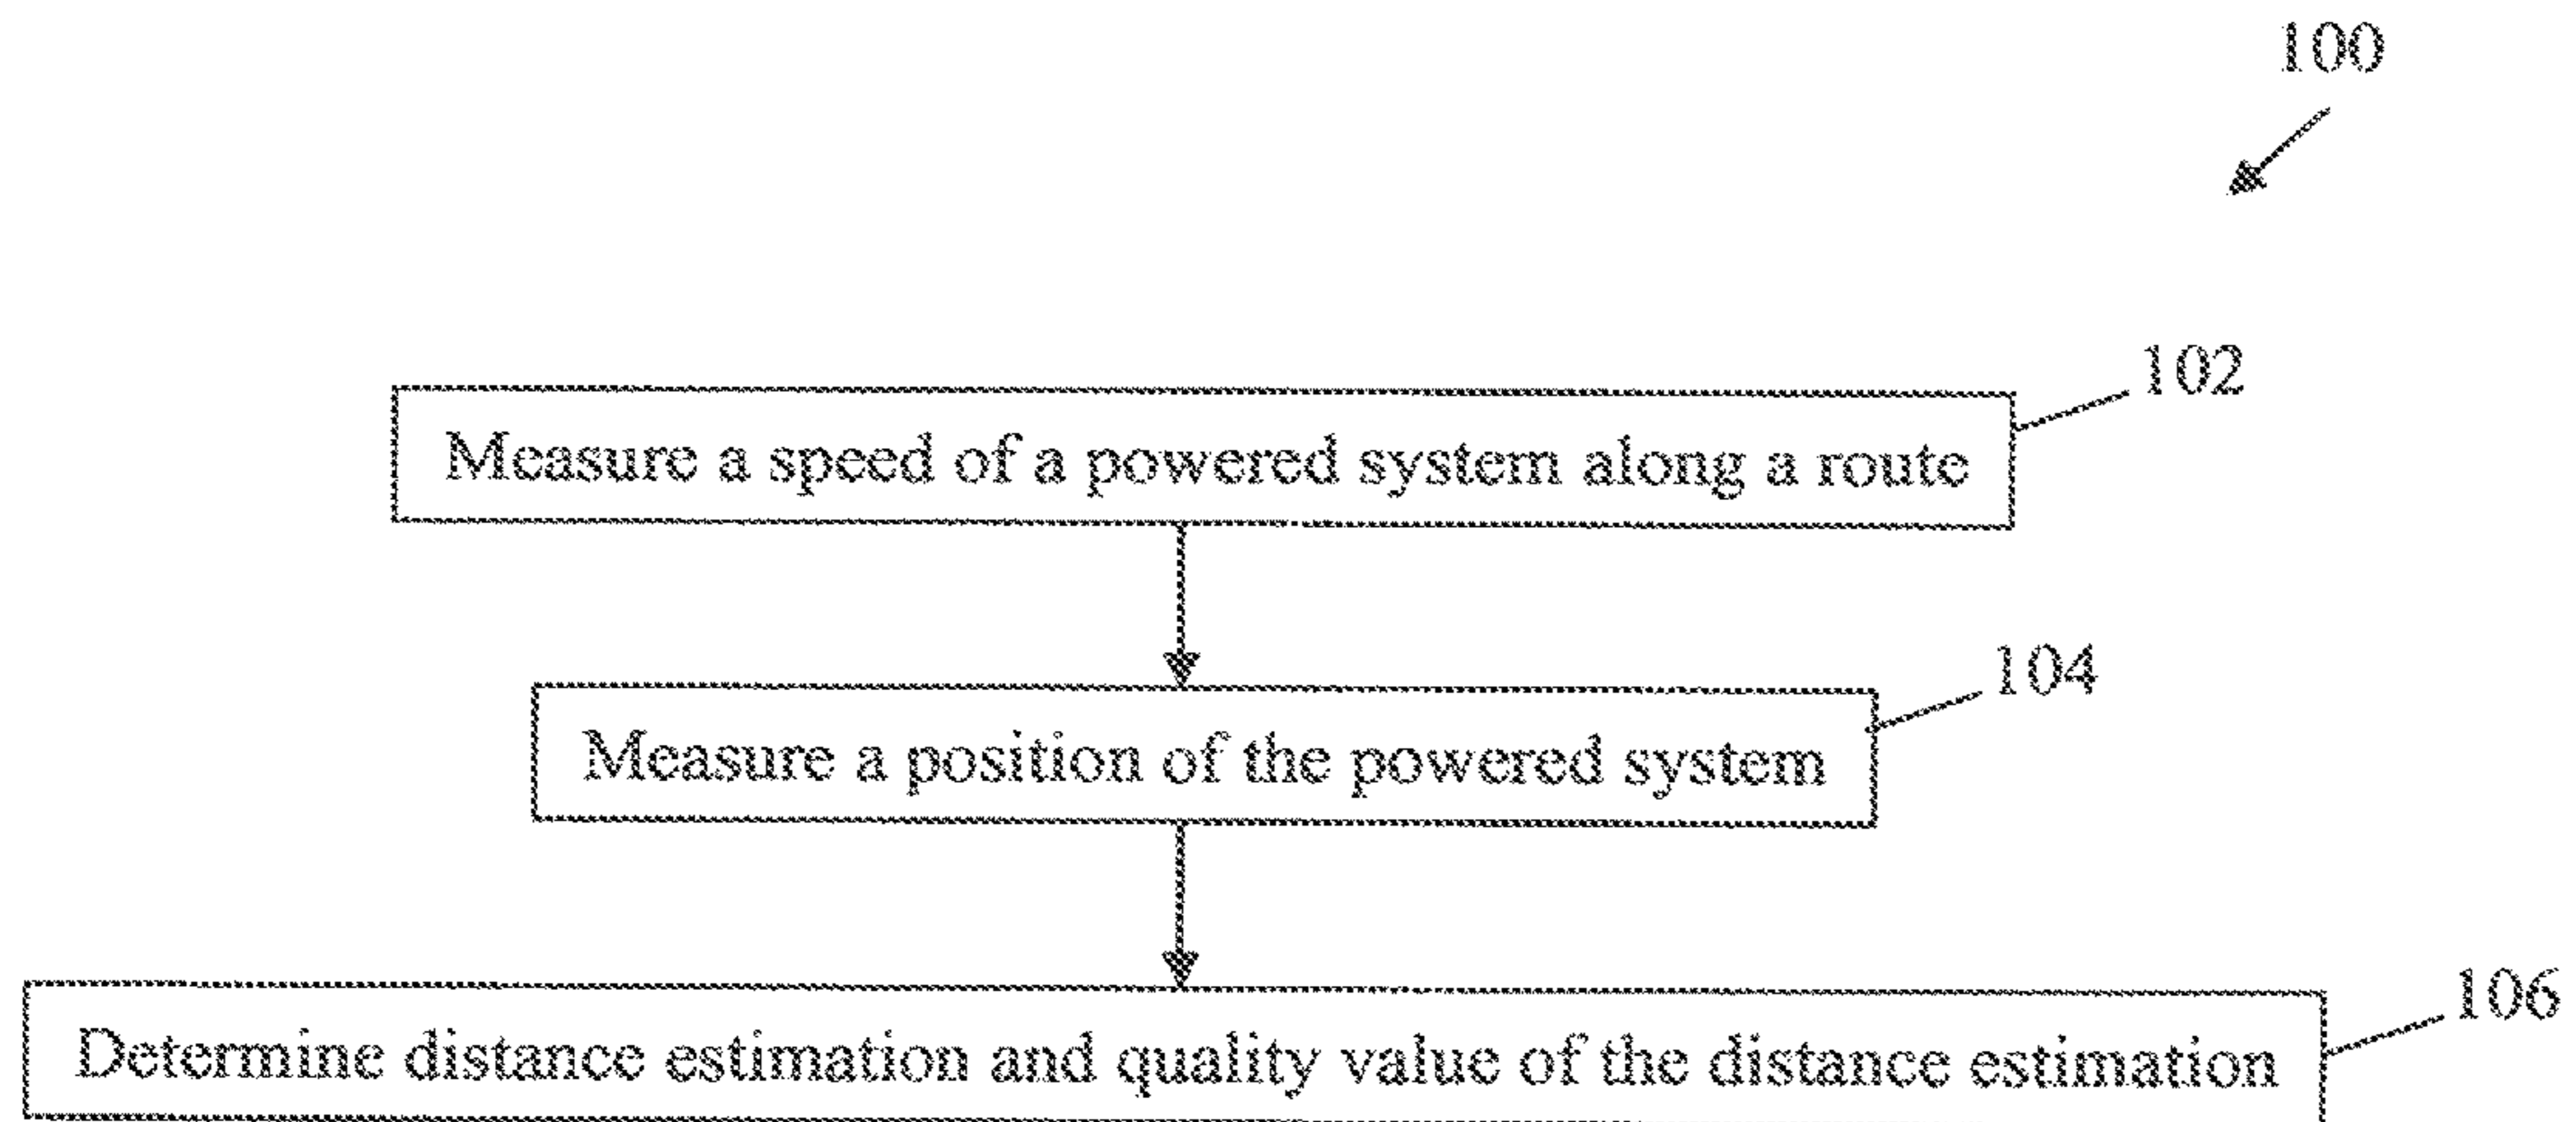 100
102
Measure a speed of a powered system along a route
104
Measure a position of the powered system
106
Determine distance estimation and quality value of the distance estimation